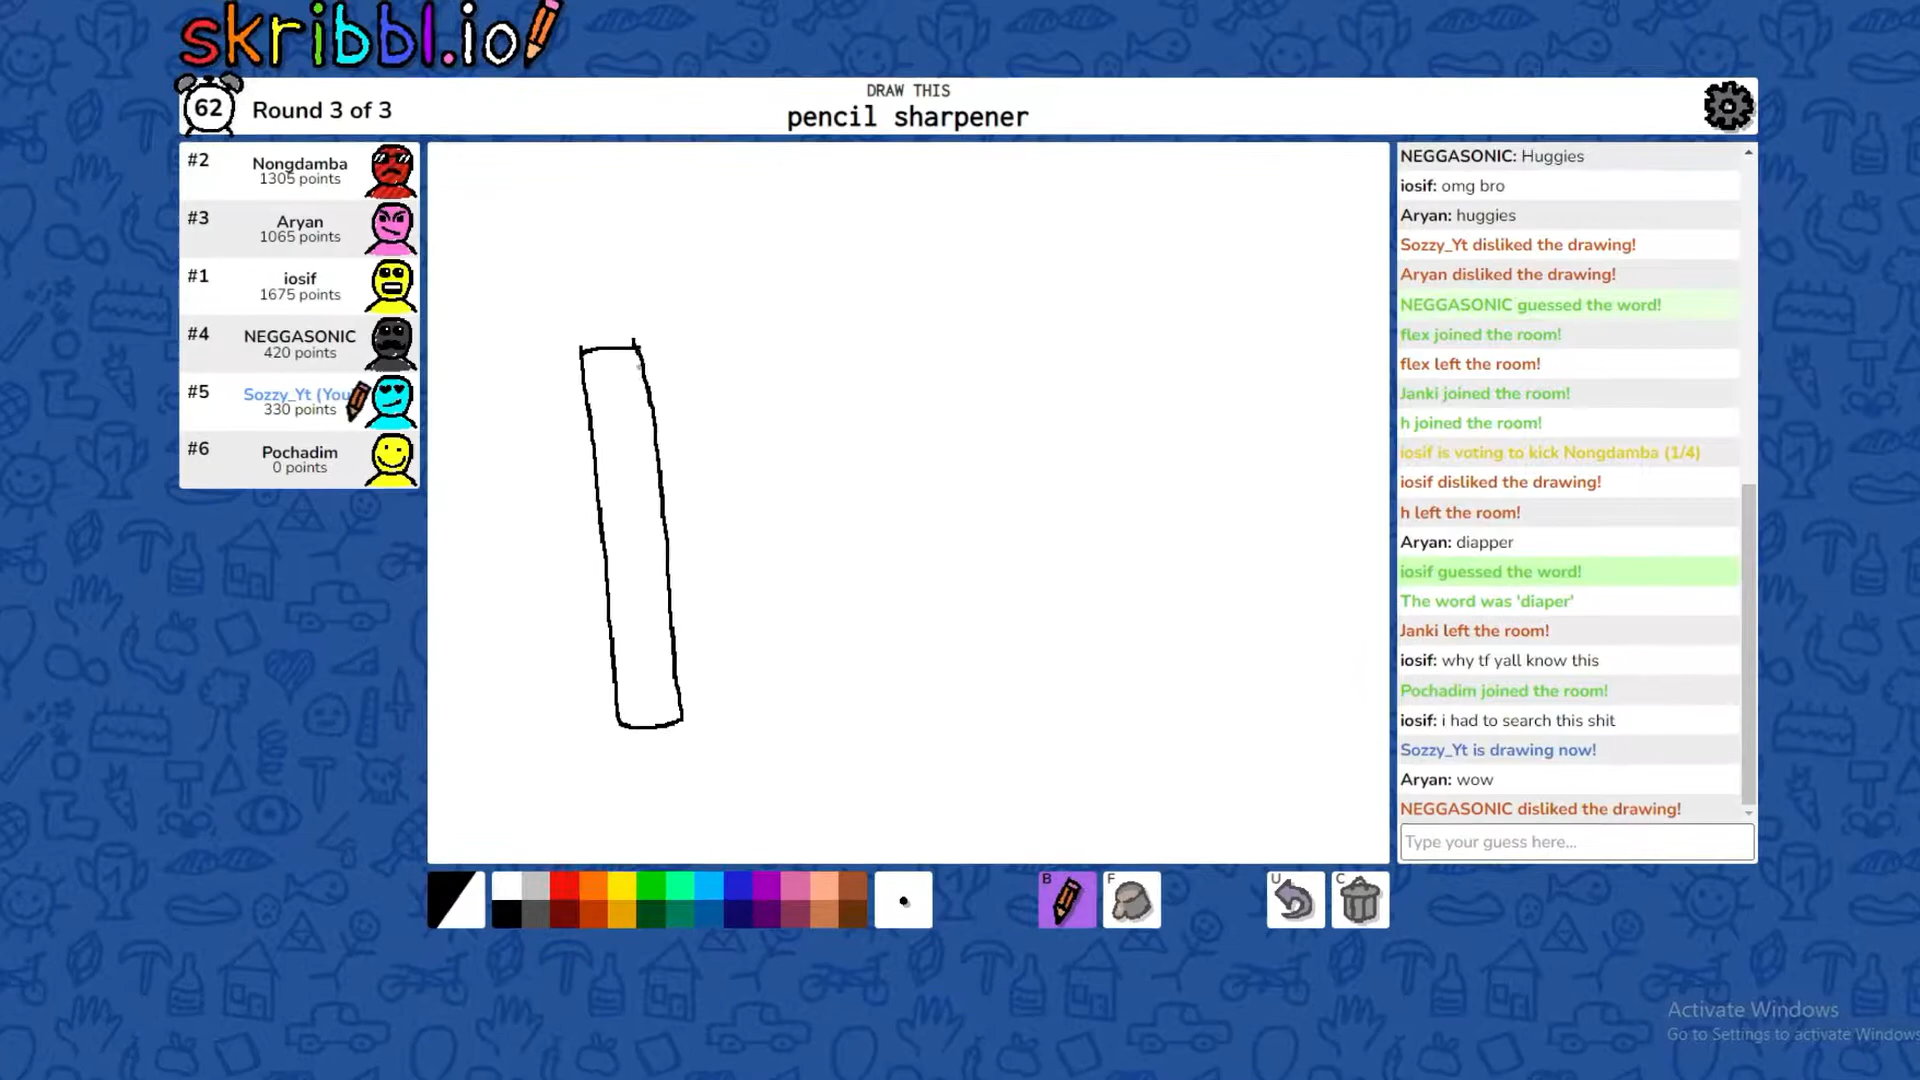 skribbl.io
62
Round 3 of 3
DRAW THIS
pencil sharpener
#2
Nongdamba
1305 points
#3
Aryan
1065 points
#1
iosif
1675 points
#4
NEGGASONIC
420 points
#5
Sozzy_Yt (You
330 points
#6
Pochadim
0 points
NEGGASONIC: Huggies
iosif: omg bro
Aryan: huggies
Sozzy_Yt disliked the drawing!
Aryan disliked the drawing!
NEGGASONIC guessed the word!
flex joined the room!
flex left the room!
Janki joined the room!
h joined the room!
iosif is voting to kick Nongdamba (1/4)
iosif disliked the drawing!
h left the room!
Aryan: diapper
iosif guessed the word!
The word was 'diaper'
Janki left the room!
iosif: why tf yall know this
Pochadim joined the room!
iosif: i had to search this shit
Sozzy_Yt is drawing now!
Aryan: wow
NEGGASONIC disliked the drawing!
Type your guess here...
B
F
U
C
Activate Windows
Go to Settings to activate Windows